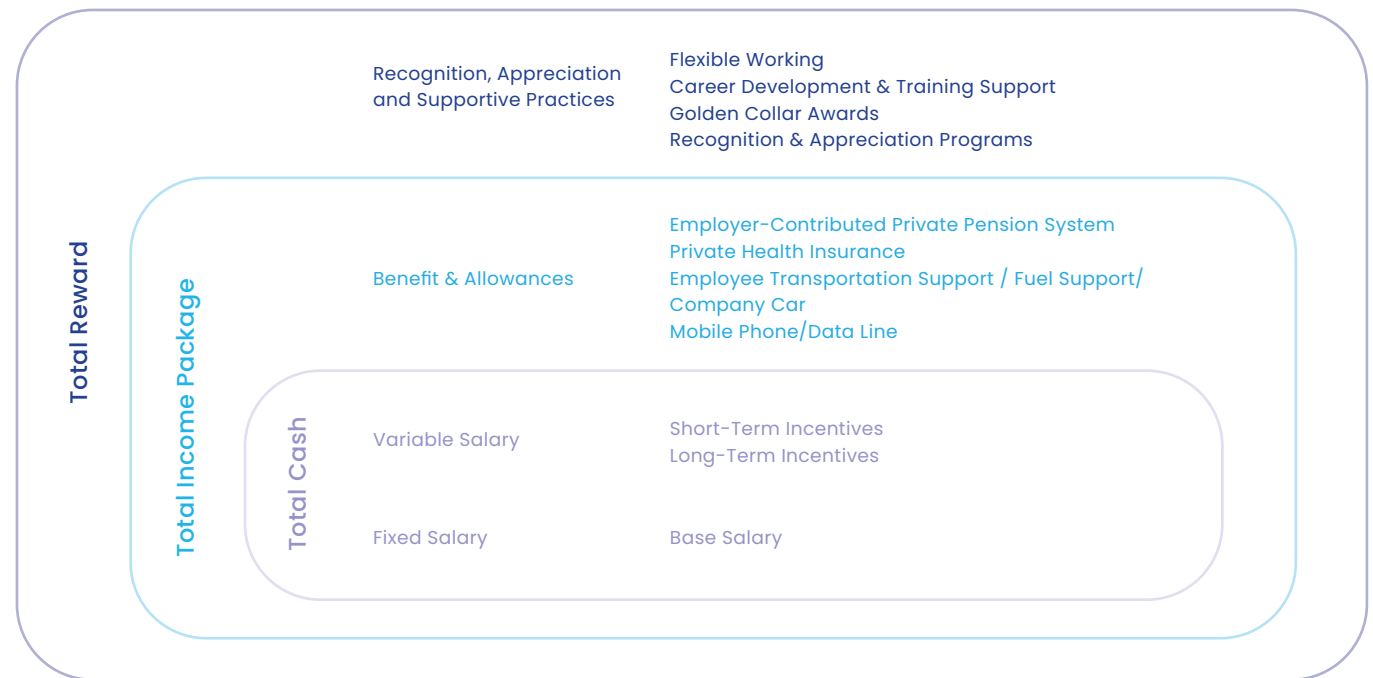 Total Reward
Recognition, Appreciation
and Supportive Practices
Flexible Working
Career Development & Training Support
Golden Collar Awards
Recognition & Appreciation Programs
Total Income Package
Benefit & Allowances
Employer-Contributed Private Pension System
Private Health Insurance
Employee Transportation Support / Fuel Support/
Company Car
Mobile Phone/Data Line
Total Cash
Variable Salary
Short-Term Incentives
Long-Term Incentives
Fixed Salary
Base Salary